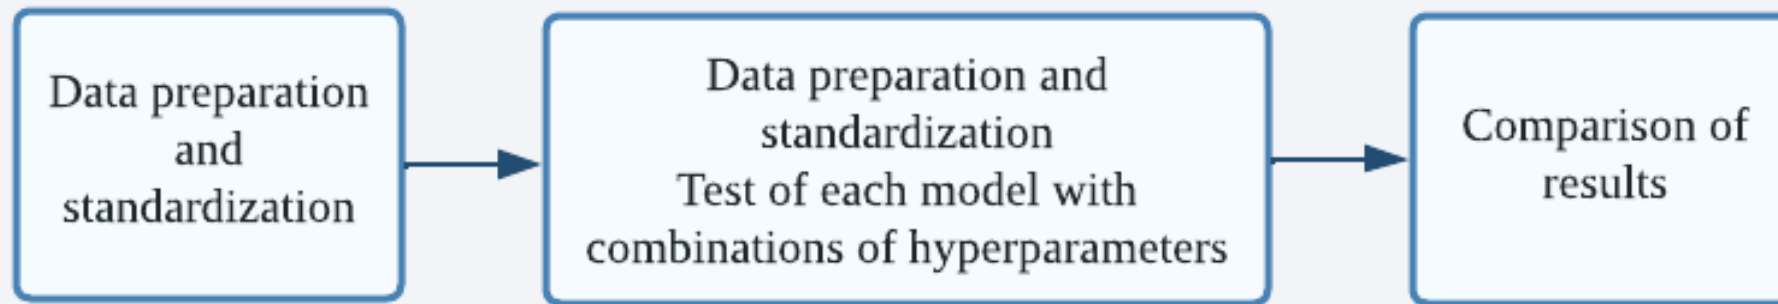 Data preparation
and
standardization
Data preparation and
standardization
Test of each model with
combinations of hyperparameters
Comparison of
results